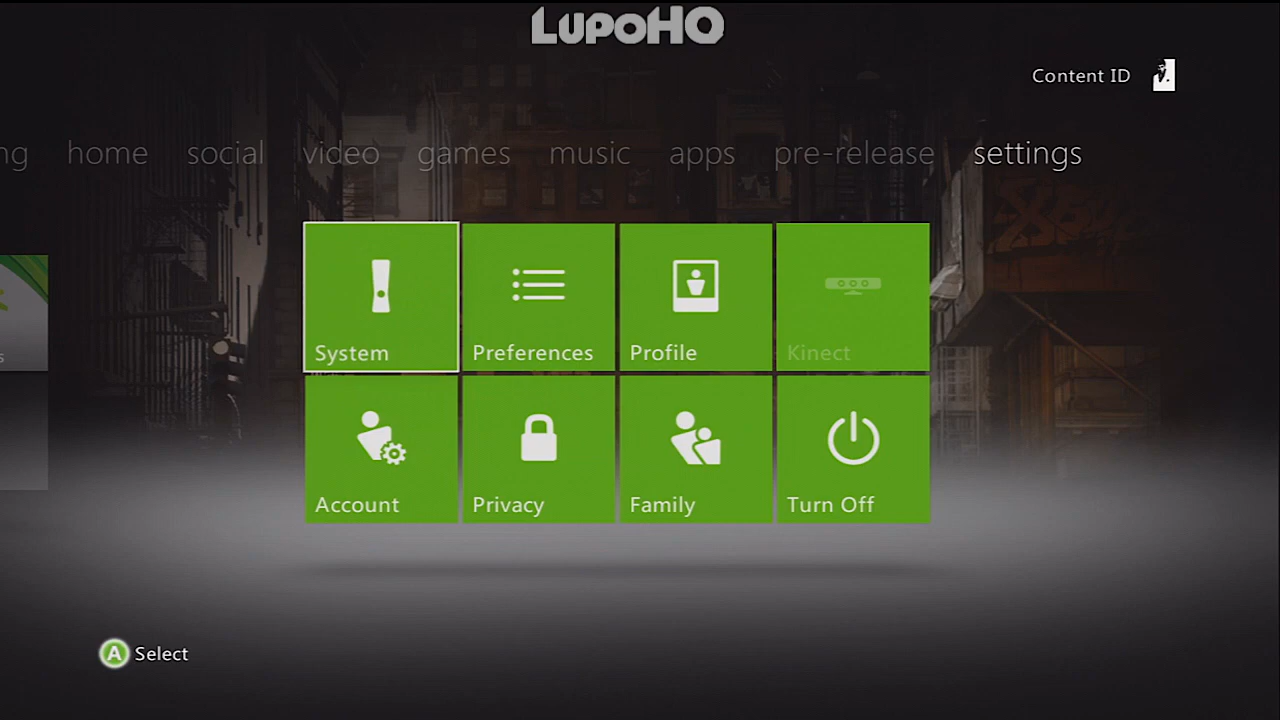 LUPOHQ
Content ID
ng home social video games music apps pre-release settings
System Preferences Profile Kinect
s
Account Privacy Family Turn Off
A Select